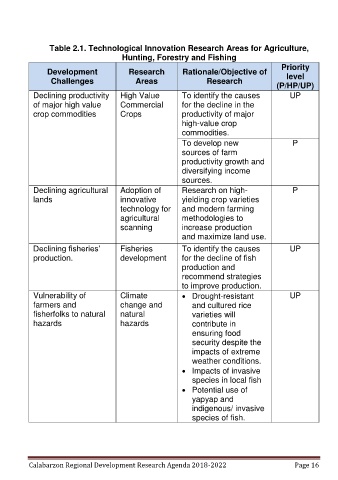 Table 2.1. Technological Innovation Research Areas for Agriculture,
Hunting, Forestry and Fishing
Development
Challenges
Research
Areas
Rationale/Objective of
Research
Priority
level
(P/HP/UP)
Declining productivity
of major high value
crop commodities
High Value
Commercial
Crops
To identify the causes
for the decline in the
productivity of major
high-value crop
commodities.
UP
To develop new
sources of farm
productivity growth and
diversifying income
sources.
P
Declining agricultural
lands
Adoption of
innovative
technology for
agricultural
scanning
Research on high-
yielding crop varieties
and modern farming
methodologies to
increase production
and maximize land use.
P
Declining fisheries'
production.
Fisheries
development
To identify the causes
for the decline of fish
production and
recommend strategies
to improve production.
UP
Vulnerability of
farmers and
fisherfolks to natural
hazards
Climate
change and
natural
hazards
• Drought-resistant
and cultured rice
varieties will
contribute in
ensuring food
security despite the
impacts of extreme
weather conditions.
• Impacts of invasive
species in local fish
• Potential use of
yapyap and
indigenous/ invasive
species of fish.
UP
Calabarzon Regional Development Research Agenda 2018-2022 Page 16